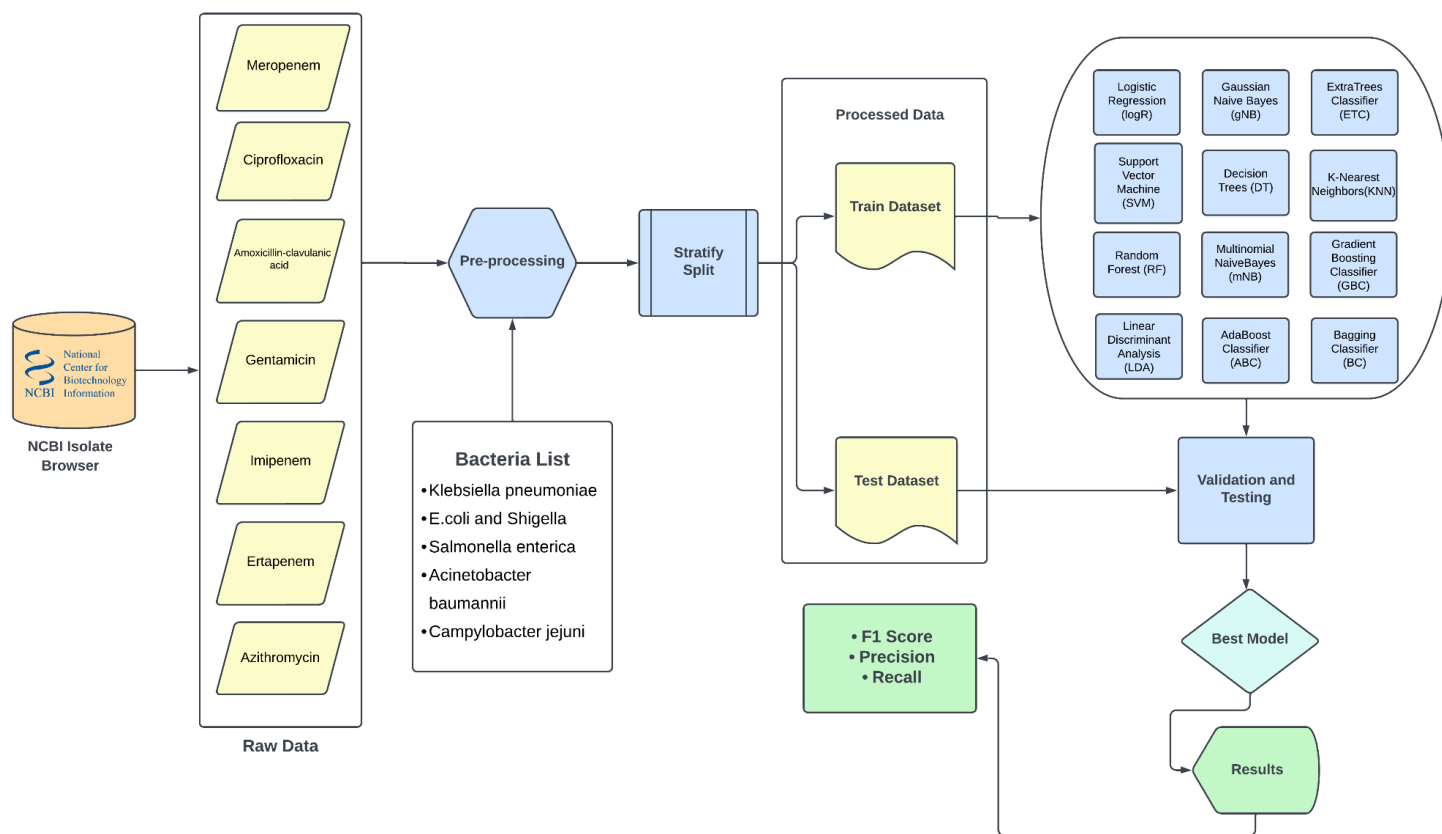 National
Center for
Biotechnology
Information
NCBI
NCBI Isolate
Browser
Meropenem
Ciprofloxacin
Amoxicillin-clavulanic
acid
Gentamicin
Imipenem
Ertapenem
Azithromycin
Raw Data
Pre-processing
Bacteria List
•Klebsiella pneumoniae
•E.coli and Shigella
•Salmonella enterica
•Acinetobacter
baumannii
•Campylobacter jejuni
Stratify
Split
Processed Data
Train Dataset
Test Dataset
Logistic
Regression
(logR)
Gaussian
Naive Bayes
(gNB)
ExtraTrees
Classifier
(ETC)
Support
Vector
Machine
(SVM)
Decision
Trees (DT)
K-Nearest
Neighbors(KNN)
Random
Forest (RF)
Multinomial
NaiveBayes
(mNB)
Gradient
Boosting
Classifier
(GBC)
Linear
Discriminant
Analysis
(LDA)
AdaBoost
Classifier
(ABC)
Bagging
Classifier
(BC)
Validation and
Testing
Best Model
Results
• F1 Score
• Precision
• Recall